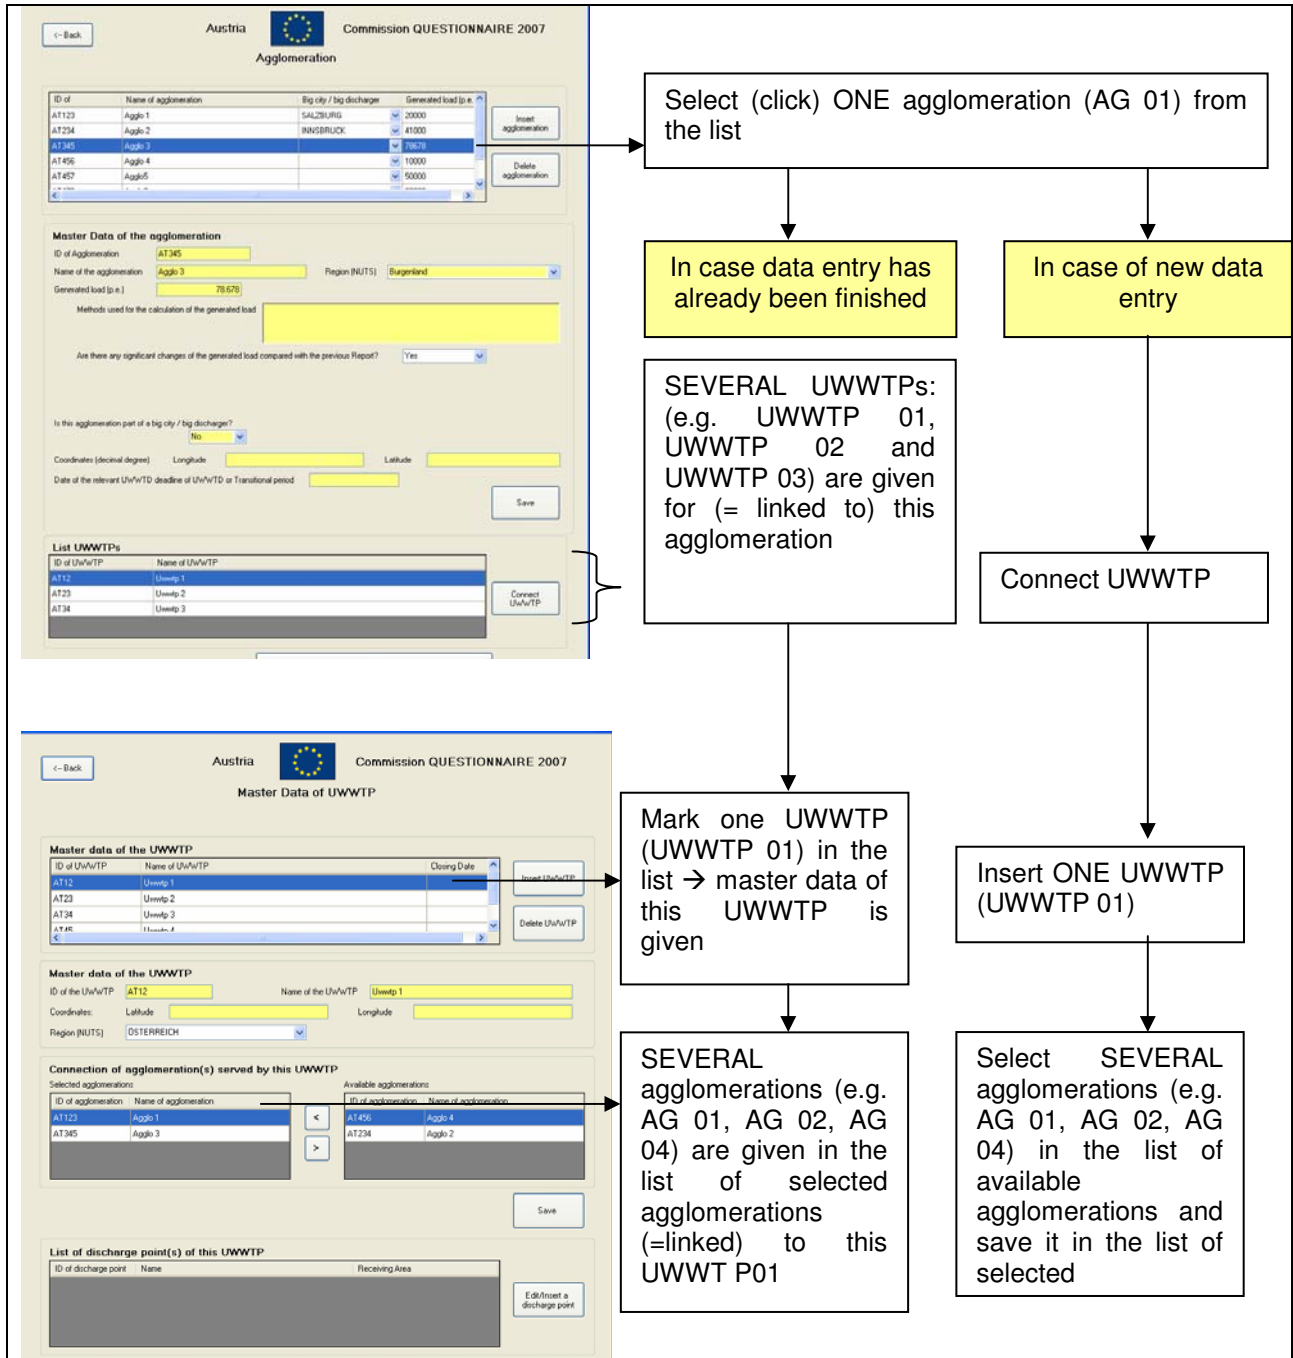 <-- Back
Austria
Commission QUESTIONNAIRE 2007
Agglomeration
ID of Name of agglomeration Big city / big discharger Generated load (p.e.
AT123 Agglo 1 SALZBURG 20000
AT234 Agglo 2 INNSBRUCK 41000
AT345 Agglo 3 78678
AT456 Agglo 4 10000
AT457 Agglo5 50000
Insert
agglomeration
Delete
agglomeration
Master Data of the agglomeration
ID of Agglomeration AT345
Name of the agglomeration Agglo 3 Region (NUTS) Burgenland
Generated load (p.e.) 78.678
Methods used for the calculation of the generated load
Are there any significant changes of the generated load compared with the previous Report? Yes
Is this agglomeration part of a big city / big discharger?
No
Coordinates (decimal degree) Longitude Latitude
Date of the relevant UWWTD deadline of UWWTD or Transitional period
Save
List UWWTPs
ID of UWWTP Name of UWWTP
AT12 Uwwtp 1
AT23 Uwwtp 2
AT34 Uwwtp 3
Connect
UWWTP
Select (click) ONE agglomeration (AG 01) from
the list
In case data entry has
already been finished
In case of new data
entry
SEVERAL UWWTPs:
(e.g. UWWTP 01,
UWWTP 02 and
UWWTP 03) are given
for (= linked to) this
agglomeration
Connect UWWTP
<-- Back
Austria
Commission QUESTIONNAIRE 2007
Master Data of UWWTP
Master data of the UWWTP
ID of UWWTP Name of UWWTP Closing Date
AT12 Uwwtp 1
AT23 Uwwtp 2
AT34 Uwwtp 3
AT45 Uwwtp 4
Insert UWWTP
Delete UWWTP
Master data of the UWWTP
ID of the UWWTP AT12 Name of the UWWTP Uwwtp 1
Coordinates: Latitude Longitude
Region (NUTS) ÖSTERREICH
Connection of agglomeration(s) served by this UWWTP
Selected agglomerations Available agglomerations
ID of agglomeration Name of agglomeration ID of agglomeration Name of agglomeration
AT123 Agglo 1 < AT456 Agglo 4
AT345 Agglo 3 > AT234 Agglo 2
Save
List of discharge point(s) of this UWWTP
ID of discharge point Name Receiving Area
Edit/Insert a
discharge point
Mark one UWWTP
(UWWTP 01) in the
list → master data of
this UWWTP is
given
Insert ONE UWWTP
(UWWTP 01)
SEVERAL
agglomerations (e.g.
AG 01, AG 02, AG
04) are given in the
list of selected
agglomerations
(=linked) to this
UWWT P01
Select SEVERAL
agglomerations (e.g.
AG 01, AG 02, AG
04) in the list of
available
agglomerations and
save it in the list of
selected